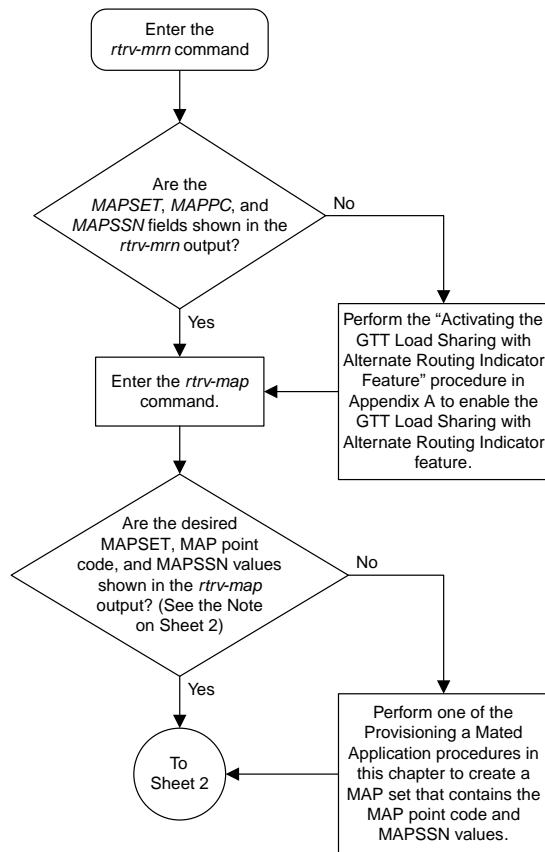 Enter the
rtrv-mrn command
Are the
MAPSET, MAPPC, and
MAPSSN fields shown in the
rtrv-mrn output?
No
Yes
Perform the “Activating the
GTT Load Sharing with
Alternate Routing Indicator
Feature” procedure in
Appendix A to enable the
GTT Load Sharing with
Alternate Routing Indicator
feature.
Enter the rtrv-map
command.
Are the desired
MAPSET, MAP point
code, and MAPSSN values
shown in the rtrv-map
output? (See the Note
on Sheet 2)
No
Yes
Perform one of the
Provisioning a Mated
Application procedures in
this chapter to create a
MAP set that contains the
MAP point code and
MAPSSN values.
To
Sheet 2